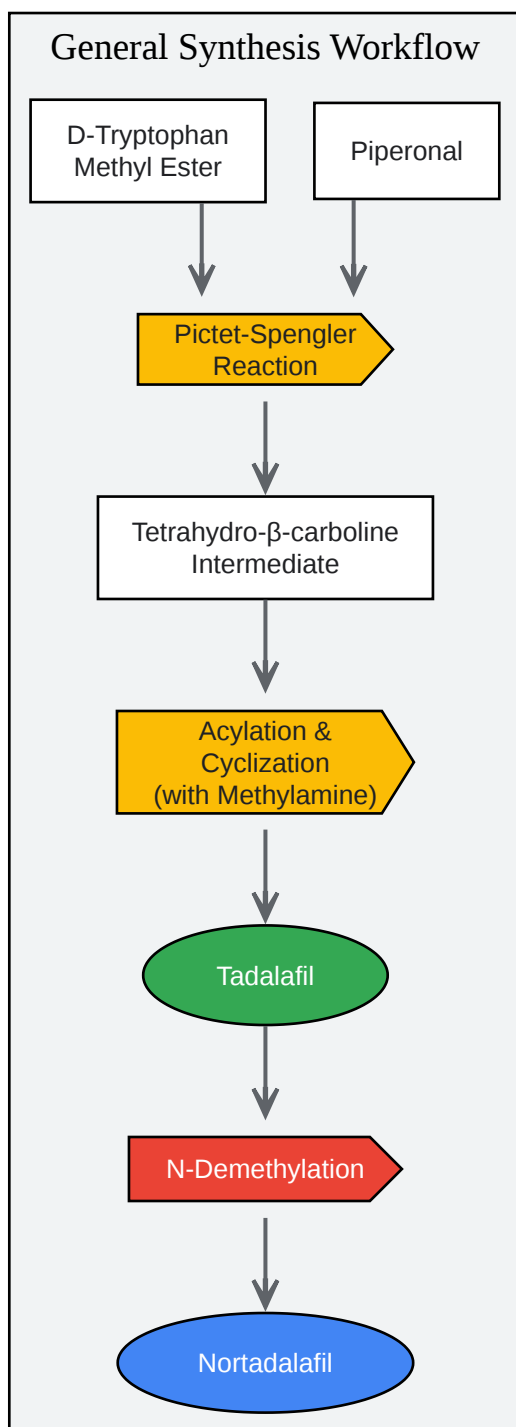 General Synthesis Workflow
D-Tryptophan
Methyl Ester
Piperonal
Pictet-Spengler
Reaction
Tetrahydro-β-carboline
Intermediate
Acylation &
Cyclization
(with Methylamine)
Tadalafil
N-Demethylation
Nortadalafil